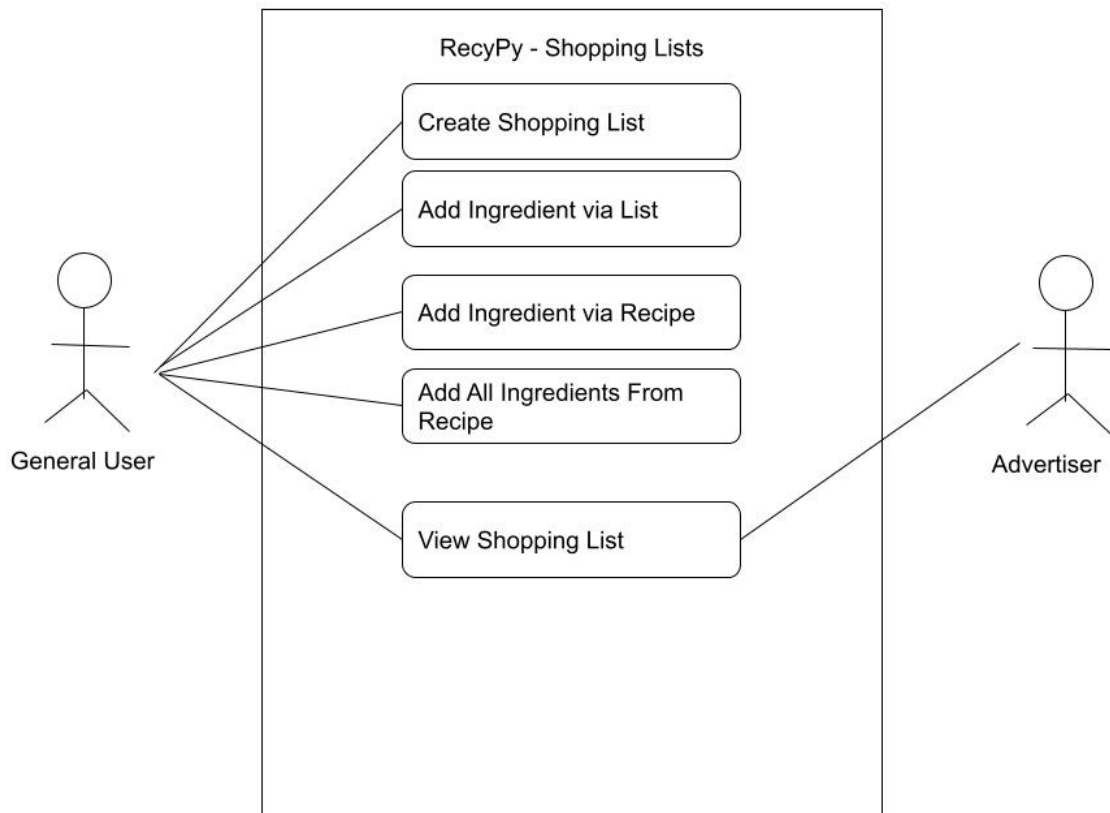 RecyPy - Shopping Lists
Create Shopping List
Add Ingredient via List
Add Ingredient via Recipe
Add All Ingredients From
Recipe
General User
Advertiser
View Shopping List